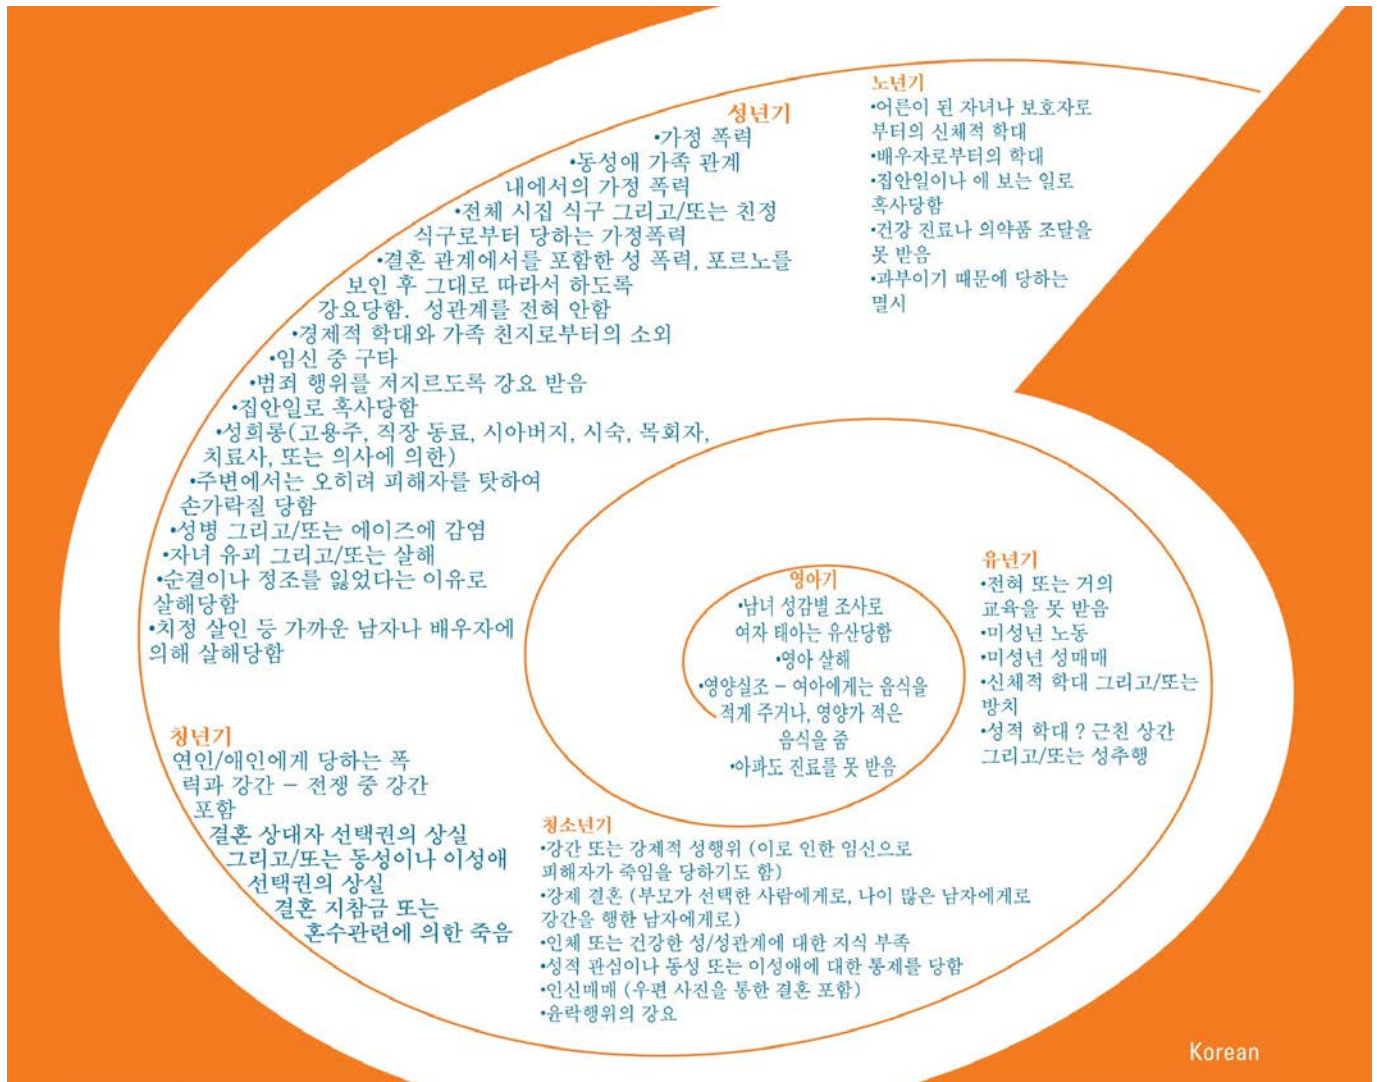 노년기
•어른이 된 자녀나 보호자로
부터의 신체적 학대
•배우자로부터의 학대
•집안일이나 애 보는 일로
혹사당함
•건강 진료나 의약품 조달을
못 받음
•과부이기 때문에 당하는
멸시
성년기
•가정 폭력
•동성애 가족 관계
내에서의 가정 폭력
•전체 시집 식구 그리고/또는 친정
식구로부터 당하는 가정폭력
•결혼 관계에서를 포함한 성 폭력, 포르노를
보인 후 그대로 따라서 하도록
강요당함. 성관계를 전혀 안함
•경제적 학대와 가족 친지로부터의 소외
•임신 중 구타
•범죄 행위를 저지르도록 강요 받음
•집안일로 혹사당함
•성희롱(고용주, 직장 동료, 시아버지, 시숙, 목회자,
치료사, 또는 의사에 의한)
•주변에서는 오히려 피해자를 탓하여
손가락질 당함
•성병 그리고/또는 에이즈에 감염
•자녀 유괴 그리고/또는 살해
•순결이나 정조를 잃었다는 이유로
살해당함
•치정 살인 등 가까운 남자나 배우자에
의해 살해당함
영아기
•남녀 성감별 조사로
여자 태아는 유산당함
•영아 살해
•영양실조 – 여아에게는 음식을
적게 주거나, 영양가 적은
음식을 줌
•아파도 진료를 못 받음
유년기
•전혀 또는 거의
교육을 못 받음
•미성년 노동
•미성년 성매매
•신체적 학대 그리고/또는
방치
•성적 학대 ? 근친 상간
그리고/또는 성추행
청년기
연인/애인에게 당하는 폭
력과 강간 – 전쟁 중 강간
포함
결혼 상대자 선택권의 상실
그리고/또는 동성이나 이성애
선택권의 상실
결혼 지참금 또는
혼수관련에 의한 죽음
청소년기
•강간 또는 강제적 성행위 (이로 인한 임신으로
피해자가 죽임을 당하기도 함)
•강제 결혼 (부모가 선택한 사람에게로, 나이 많은 남자에게로
강간을 행한 남자에게로)
•인체 또는 건강한 성/성관계에 대한 지식 부족
•성적 관심이나 동성 또는 이성애에 대한 통제를 당함
•인신매매 (우편 사진을 통한 결혼 포함)
•윤락행위의 강요
Korean